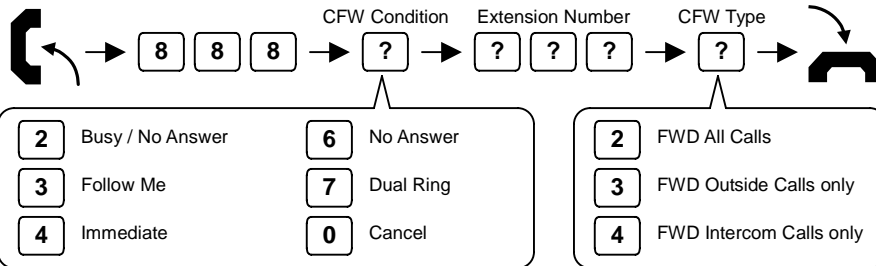 CFW Condition Extension Number CFW Type
8 8 8 ? ? ? ? ?
2 Busy / No Answer 6 No Answer 2 FWD All Calls
3 Follow Me 7 Dual Ring 3 FWD Outside Calls only
4 Immediate 0 Cancel 4 FWD Intercom Calls only